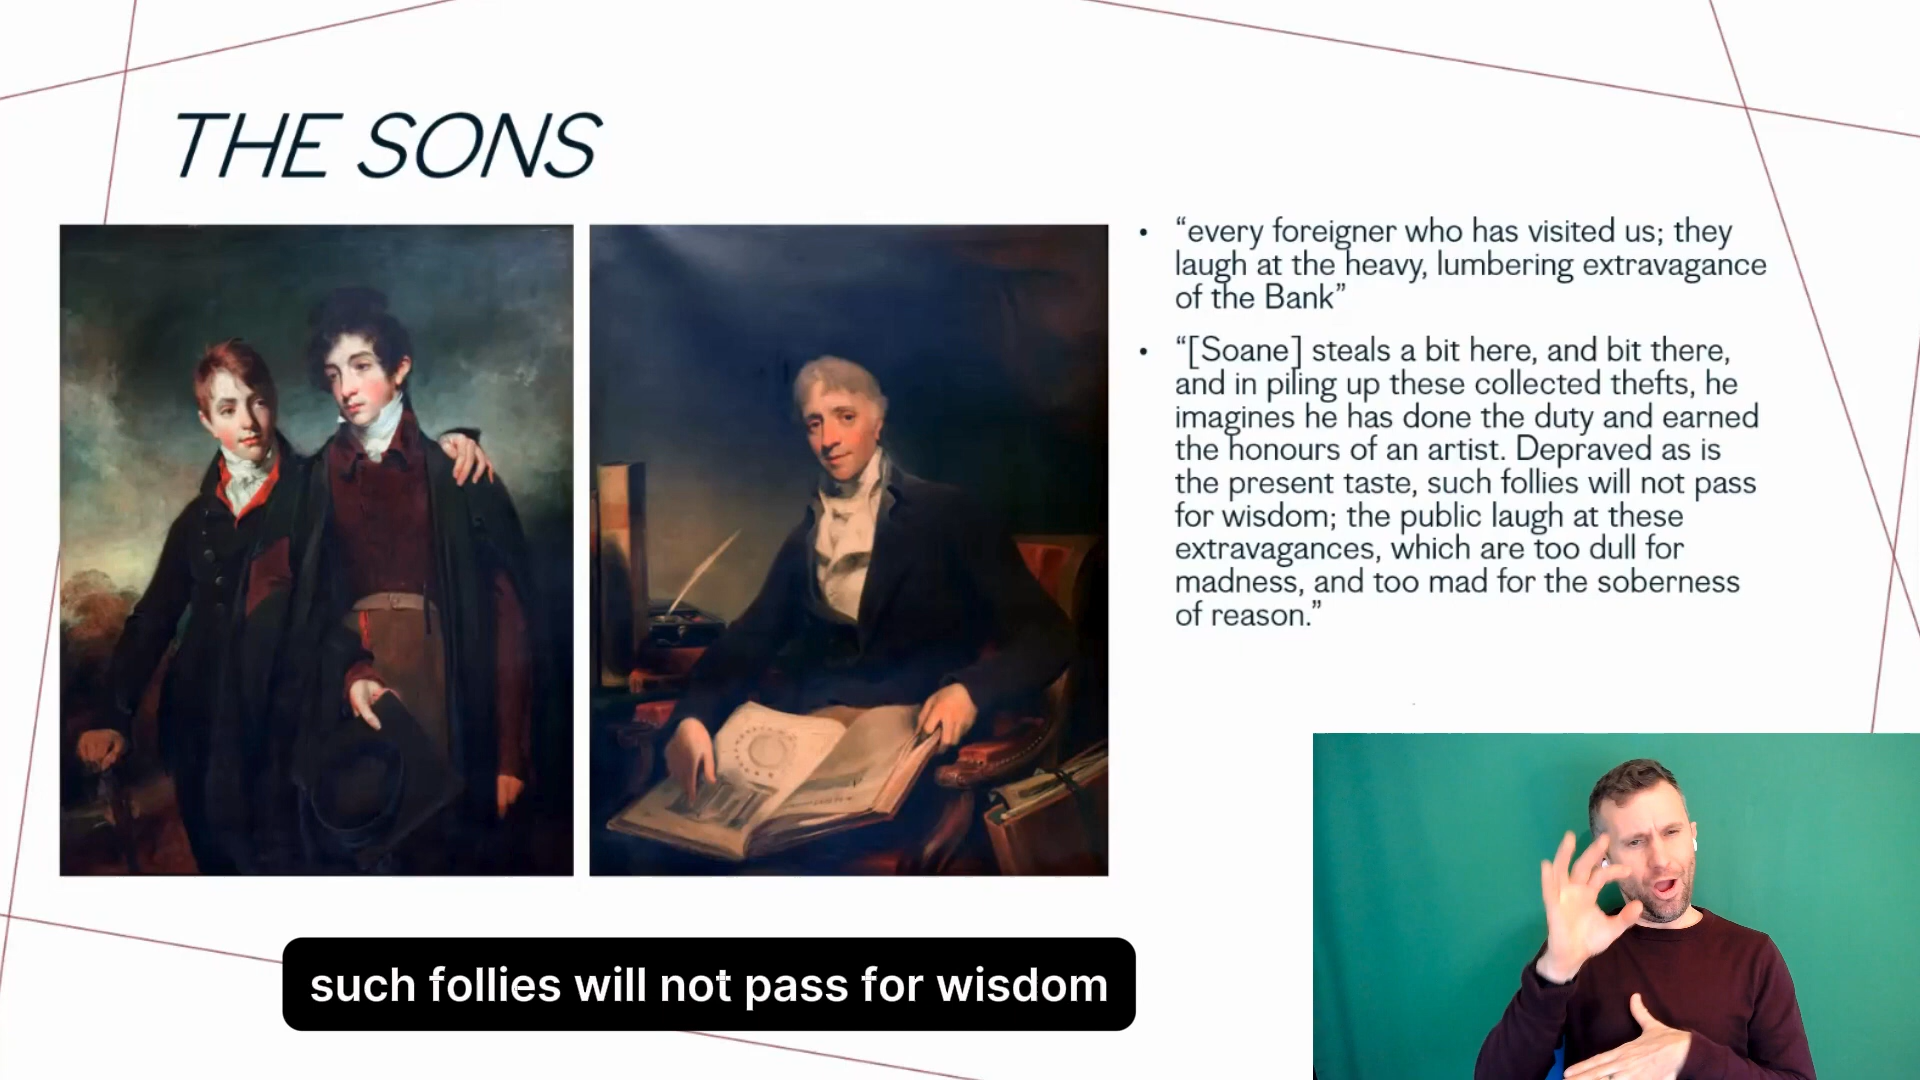 THE SONS
• “every foreigner who has visited us; they
laugh at the heavy, lumbering extravagance
of the Bank”
• “[Soane] steals a bit here, and bit there,
and in piling up these collected thefts, he
imagines he has done the duty and earned
the honours of an artist. Depraved as is
the present taste, such follies will not pass
for wisdom; the public laugh at these
extravagances, which are too dull for
madness, and too mad for the soberness
of reason.”
such follies will not pass for wisdom